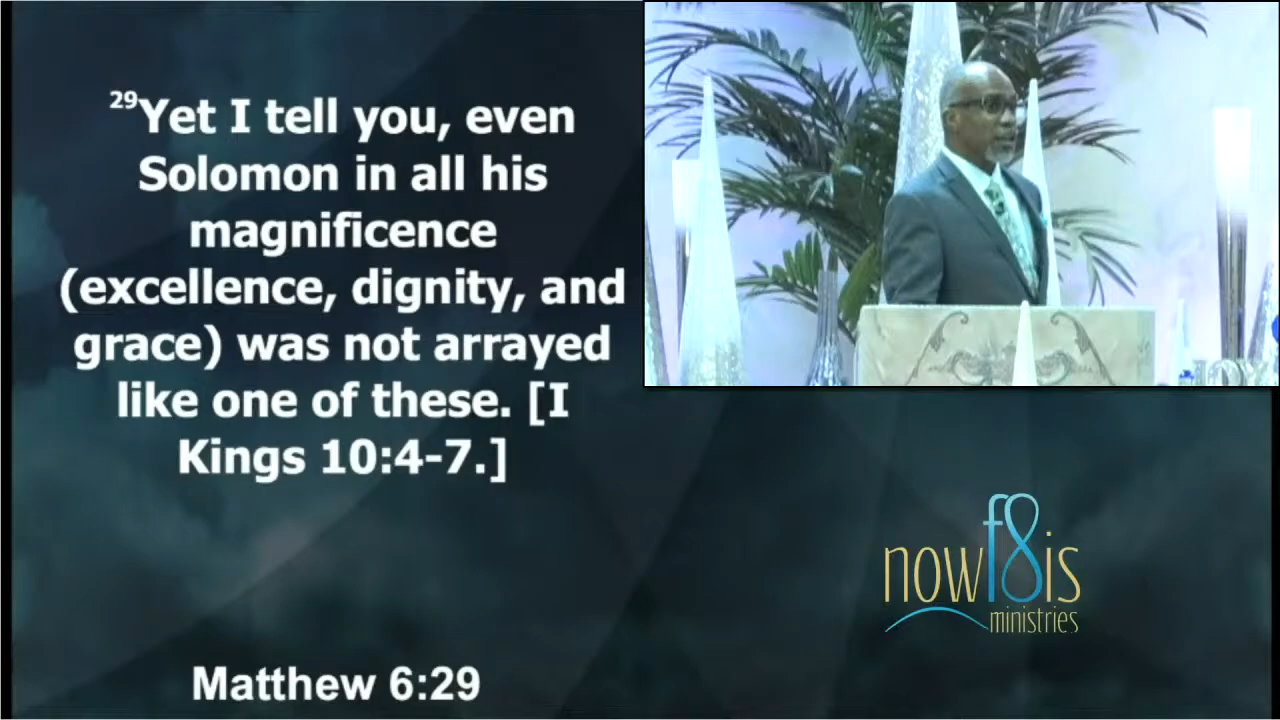 29Yet I tell you, even
Solomon in all his
magnificence
(excellence, dignity, and
grace) was not arrayed
like one of these. [I
Kings 10:4-7.]
Matthew 6:29
nowf8is
ministries